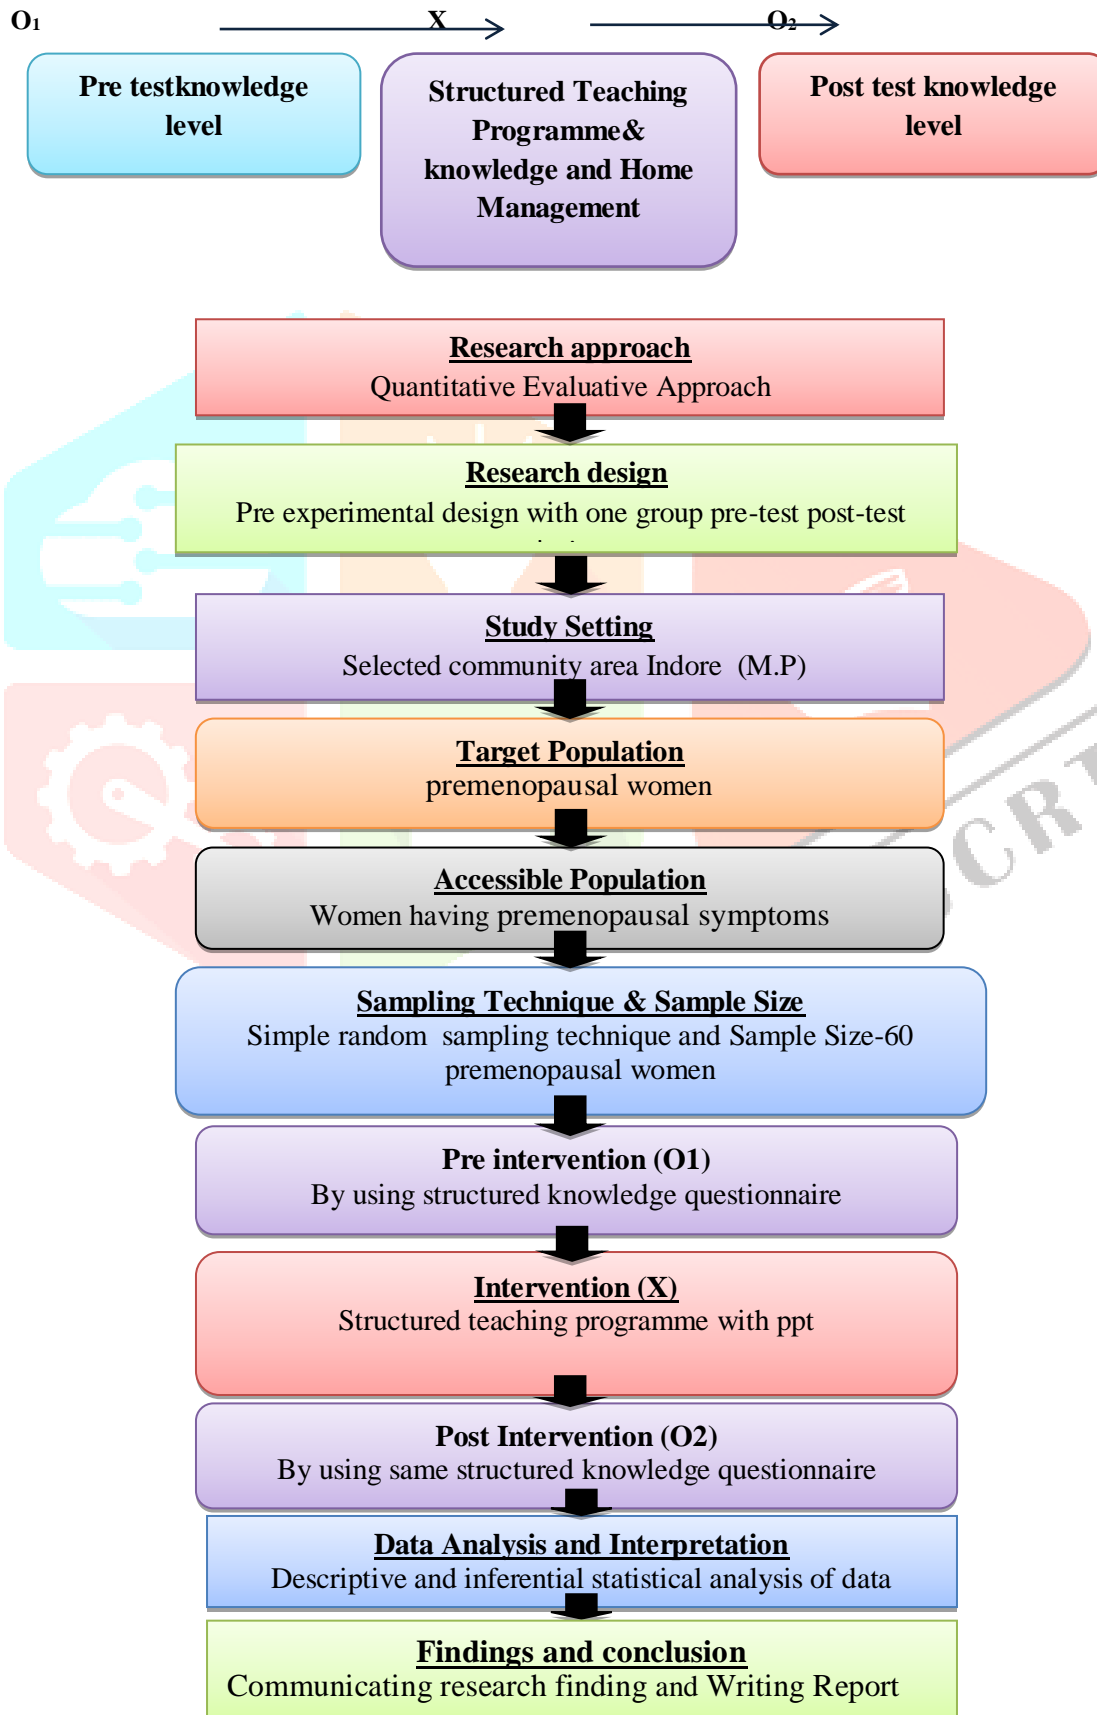 O₁ X O₂
Pre testknowledge
level
Structured Teaching
Programme&
knowledge and Home
Management
Post test knowledge
level
Research approach
Quantitative Evaluative Approach
Research design
Pre experimental design with one group pre-test post-test
Study Setting
Selected community area Indore (M.P)
Target Population
premenopausal women
Accessible Population
Women having premenopausal symptoms
Sampling Technique & Sample Size
Simple random sampling technique and Sample Size-60
premenopausal women
Pre intervention (O1)
By using structured knowledge questionnaire
Intervention (X)
Structured teaching programme with ppt
Post Intervention (O2)
By using same structured knowledge questionnaire
Data Analysis and Interpretation
Descriptive and inferential statistical analysis of data
Findings and conclusion
Communicating research finding and Writing Report